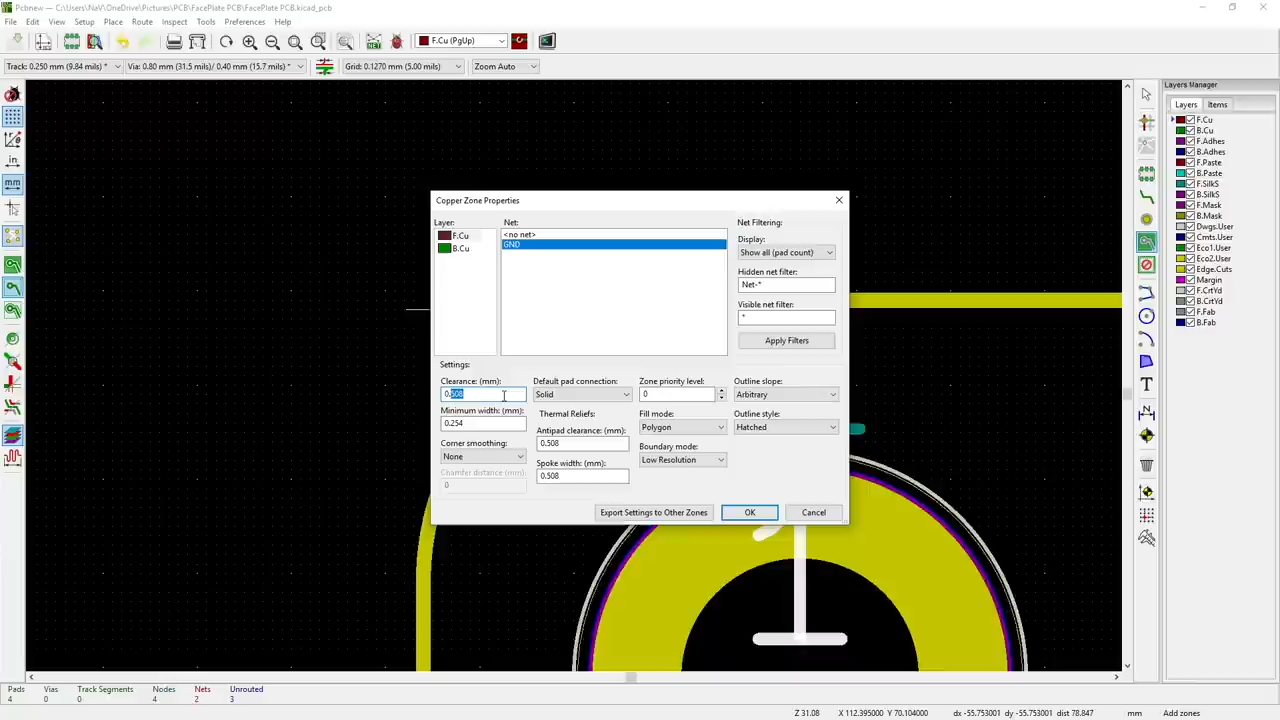 Pcbnew — C:\Users\NaV\OneDrive\Pictures\PCB\FacePlate PCB\FacePlate PCB.kicad_pcb
File Edit View Setup Place Route Inspect Tools Preferences Help
NET
F.Cu (PgUp)
Track: 0.250 mm (9.84 mils) * Via: 0.80 mm (31.5 mils)/ 0.40 mm (15.7 mils) * Grid: 0.1270 mm (5.00 mils) Zoom Auto
in
mm
T
N
Layers Manager
Layers Items
F.Cu
B.Cu
F.Adhes
B.Adhes
F.Paste
B.Paste
F.SilkS
B.SilkS
F.Mask
B.Mask
Dwgs.User
Cmts.User
Eco1.User
Eco2.User
Edge.Cuts
Margin
F.CrtYd
B.CrtYd
F.Fab
B.Fab
Copper Zone Properties
Layer: Net: Net Filtering:
F.Cu
B.Cu
<no net>
GND
Display:
Show all (pad count)
Hidden net filter:
Net-*
Visible net filter:
*
Apply Filters
Settings:
Clearance: (mm): Default pad connection: Zone priority level: Outline slope:
0.508 Solid 0 Arbitrary
Minimum width: (mm): Thermal Reliefs: Fill mode: Outline style:
0.254 Antipad clearance: (mm): Polygon Hatched
Corner smoothing: 0.508 Boundary mode:
None Spoke width: (mm): Low Resolution
Chamfer distance (mm):
0 0.508
Export Settings to Other Zones OK Cancel
1
Pads Vias Track Segments Nodes Nets Unrouted
4 0 0 4 2 3
Z 31.08 X 112.395000 Y 70.104000 dx -55.753001 dy -55.753001 dist 78.847 mm Add zones